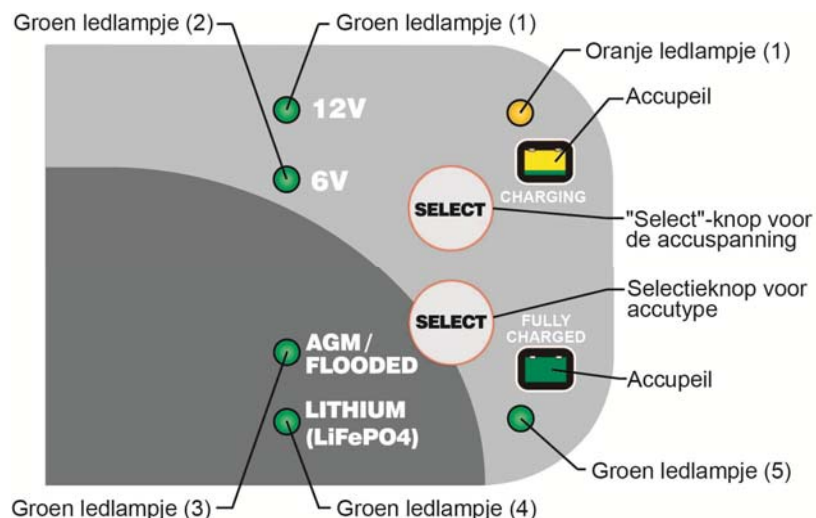 Groen ledlampje (2)
Groen ledlampje (1)
Oranje ledlampje (1)
12V
Accupeil
6V
CHARGING
SELECT
"Select"-knop voor
de accuspanning
SELECT
Selectieknop voor
accutype
FULLY
CHARGED
AGM /
FLOODED
Accupeil
LITHIUM
(LiFePO4)
Groen ledlampje (5)
Groen ledlampje (3)
Groen ledlampje (4)